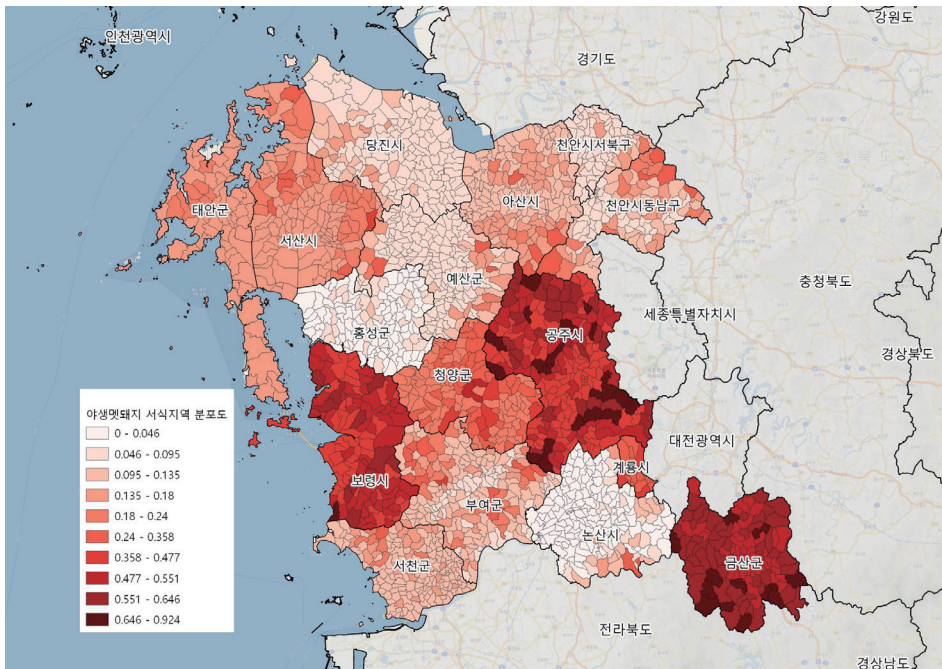 강원도
인천광역시
경기도
당진시
천안시서북구
아산시
천안시동남구
태안군
서산시
예산군
충청북도
세종특별자치시
홍성군
공주시
경상북도
청양군
야생멧돼지 서식지역 분포도
0 - 0.046
0.046 - 0.095
0.095 - 0.135
0.135 - 0.18
0.18 - 0.24
0.24 - 0.358
0.358 - 0.477
0.477 - 0.551
0.551 - 0.646
0.646 - 0.924
대전광역시
계룡시
보령시
부여군
논산시
서천군
금산군
전라북도
경상남도